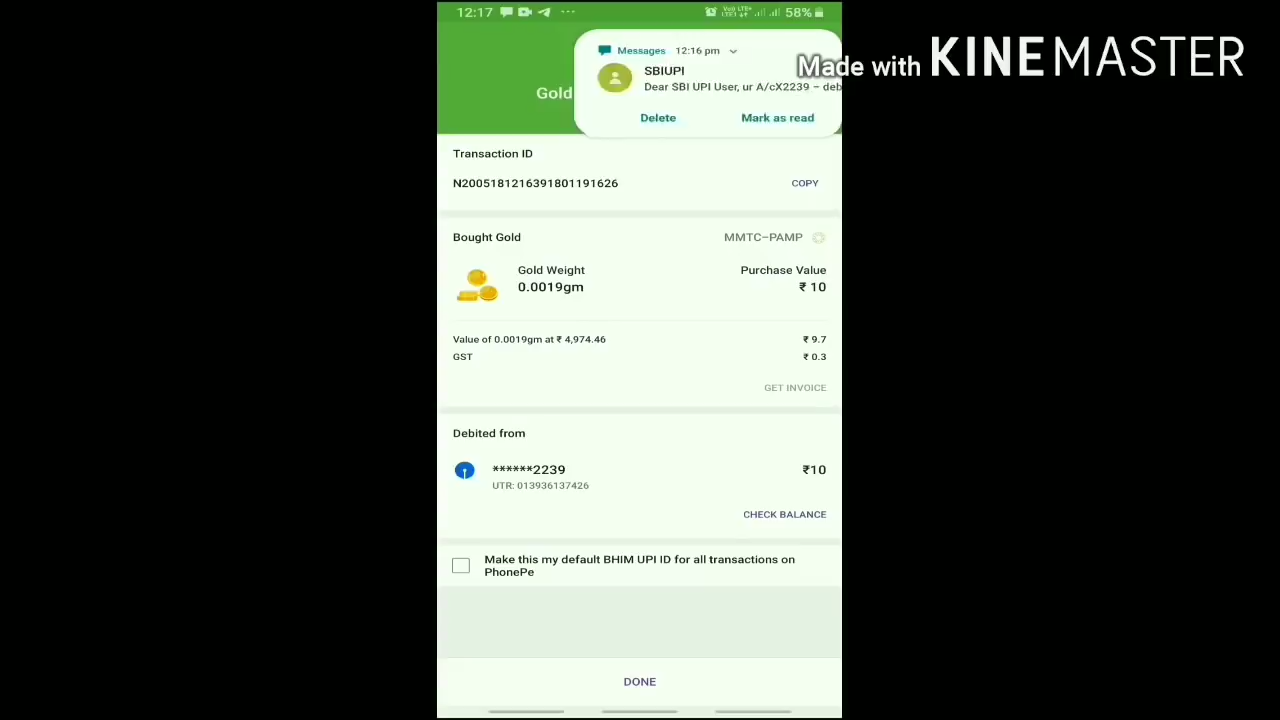 12:17
VoD LTE+
LTE1
58%
Messages 12:16 pm
SBIUPI
Dear SBI UPI User, ur A/cX2239 – deb
Delete Mark as read
Gold
Made with KINEMASTER
Transaction ID
N2005181216391801191626 COPY
Bought Gold MMTC–PAMP
Gold Weight Purchase Value
0.0019gm ₹ 10
Value of 0.0019gm at ₹ 4,974.46 ₹ 9.7
GST ₹ 0.3
GET INVOICE
Debited from
******2239 ₹10
UTR: 013936137426
CHECK BALANCE
Make this my default BHIM UPI ID for all transactions on
PhonePe
DONE